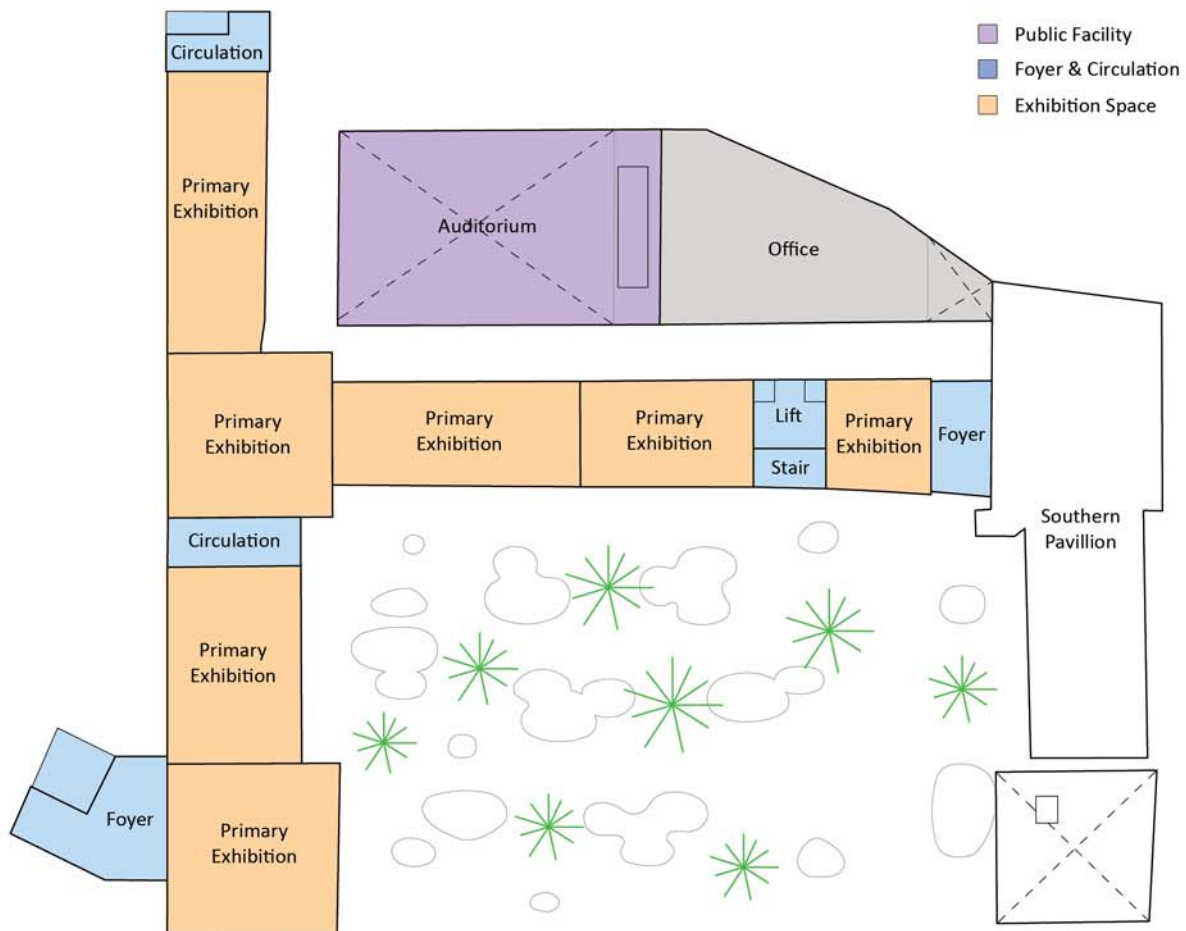 Circulation
Public Facility
Foyer & Circulation
Exhibition Space
Primary
Exhibition
Auditorium
Office
Primary
Exhibition
Primary
Exhibition
Primary
Exhibition
Lift
Stair
Primary
Exhibition
Foyer
Circulation
Southern
Pavillion
Primary
Exhibition
Foyer
Primary
Exhibition